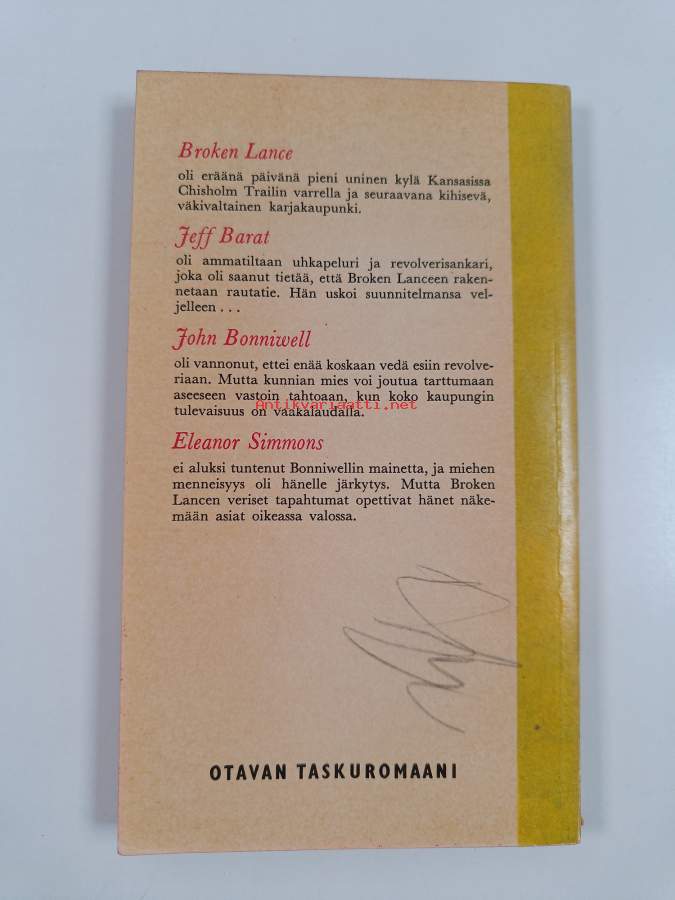 Broken Lance
oli eräänä päivänä pieni uninen kylä Kansasissa
Chisholm Trailin varrella ja seuraavana kihisevä,
väkivaltainen karjakaupunki.
Jeff Barat
oli ammatiltaan uhkapeluri ja revolverisankari,
joka oli saanut tietää, että Broken Lanceen raken-
netaan rautatie. Hän uskoi suunnitelmansa vel-
jelleen . . .
John Bonniwell
oli vannonut, ettei enää koskaan vedä esiin revolve-
riaan. Mutta kunnian mies voi joutua tarttumaan
aseeseen vastoin tahtoaan, kun koko kaupungin
Antikvariaatti.net
tulevaisuus on vaakalaudalla.
Eleanor Simmons
ei aluksi tuntenut Bonniwellin mainetta, ja miehen
menneisyys oli hänelle järkytys. Mutta Broken
Lancen veriset tapahtumat opettivat hänet näke-
mään asiat oikeassa valossa.
OTAVAN TASKUROMAANI